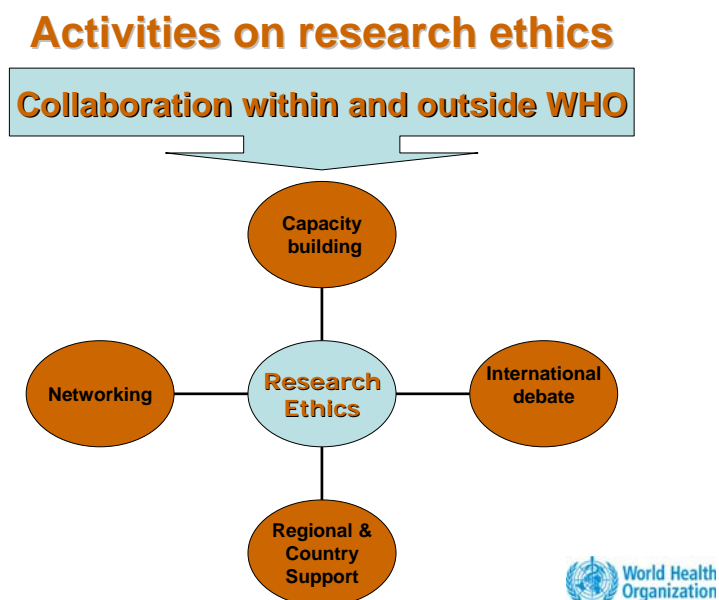 Activities on research ethics
Collaboration within and outside WHO
Capacity
building
Networking
Research
Ethics
International
debate
Regional &
Country
Support
World Health
Organization